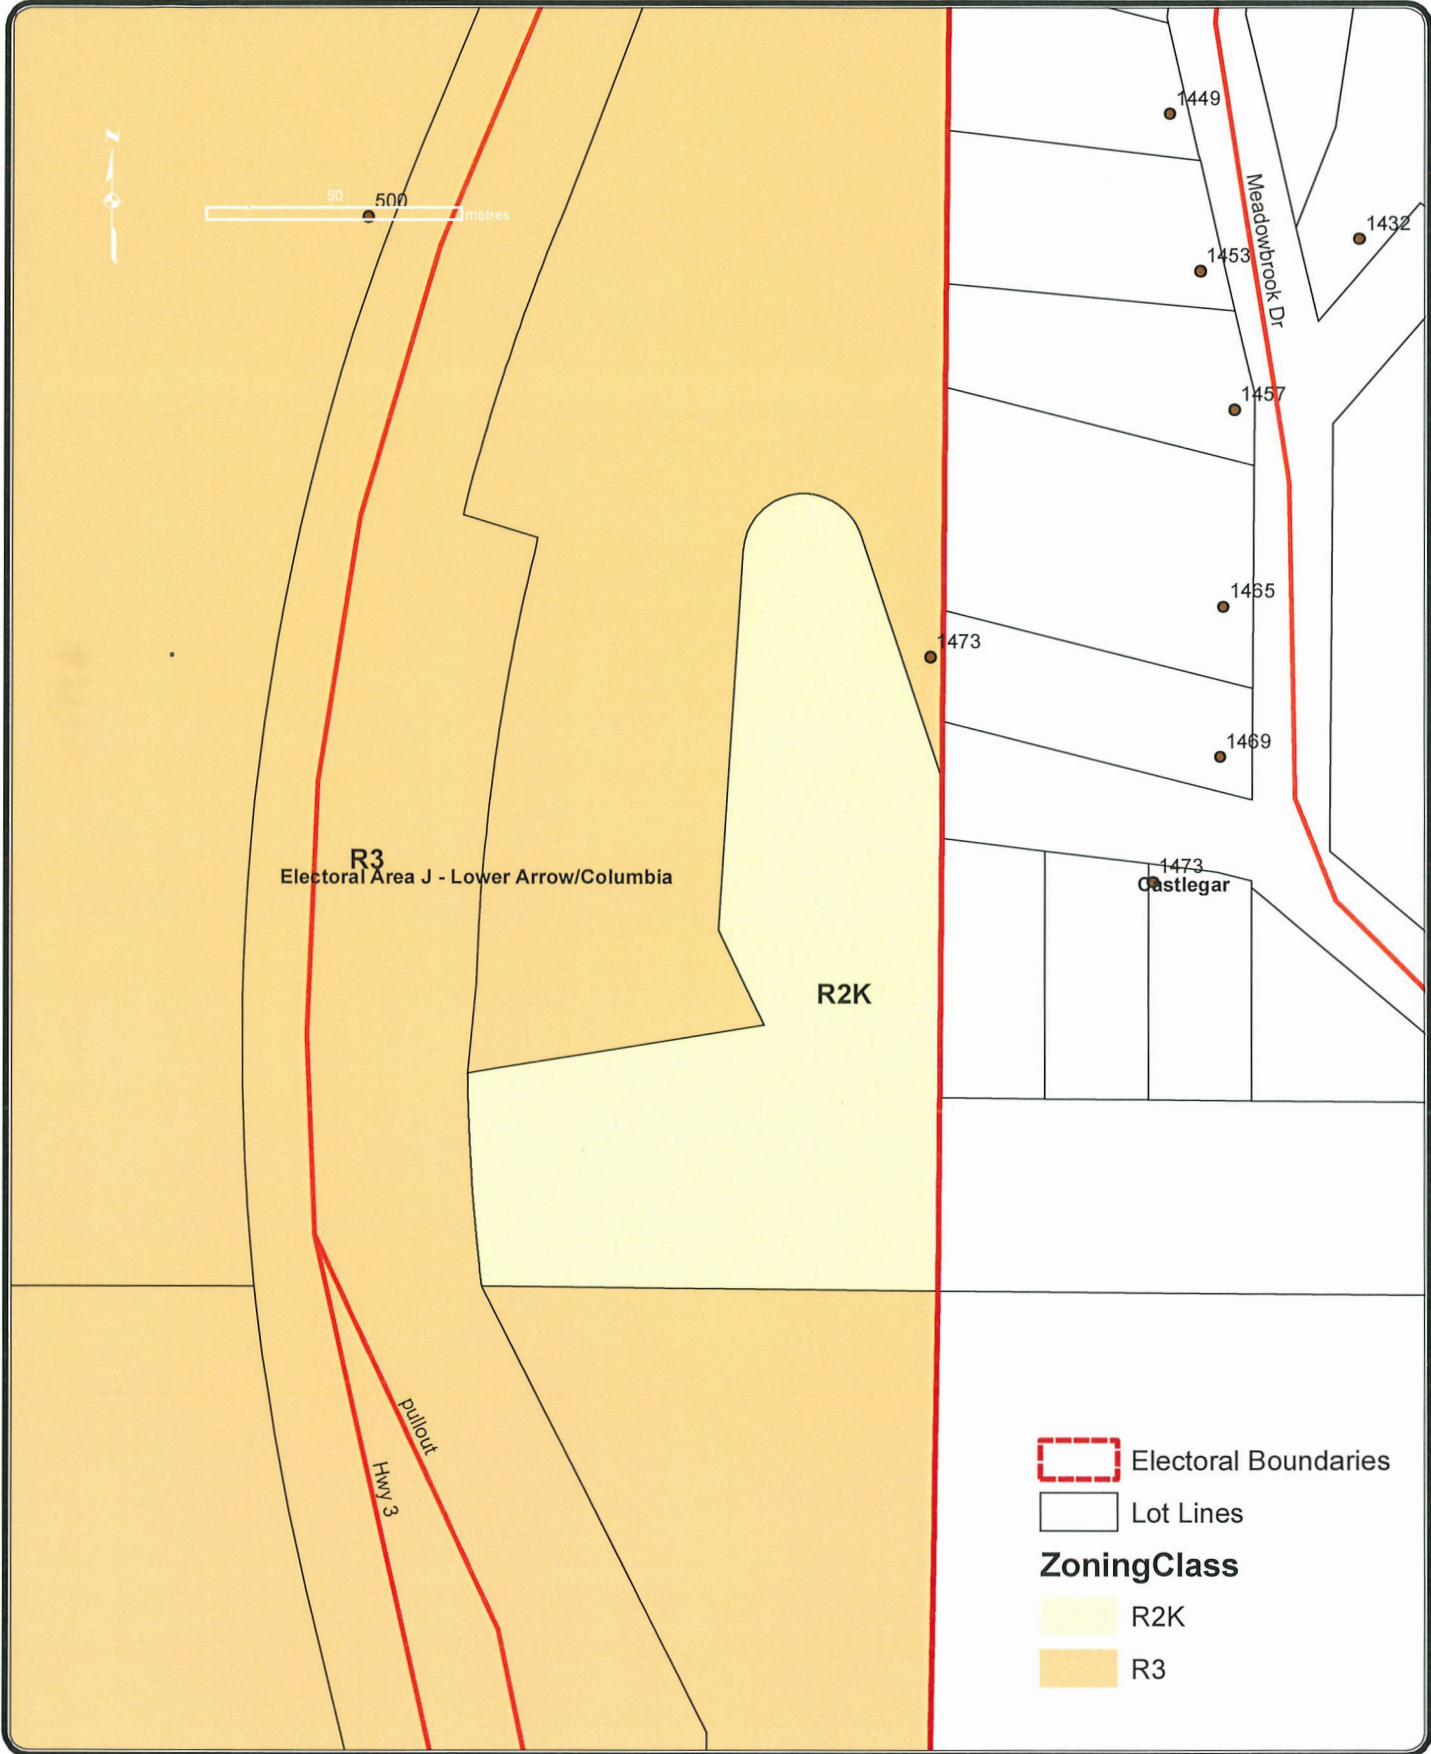 1449
N
Meadowbrook Dr
50
500
metres
1432
1453
1457
1465
1473
1469
R3
Electoral Area J - Lower Arrow/Columbia
1473
Castlegar
R2K
pullout
Hwy 3
Electoral Boundaries
Lot Lines
ZoningClass
R2K
R3